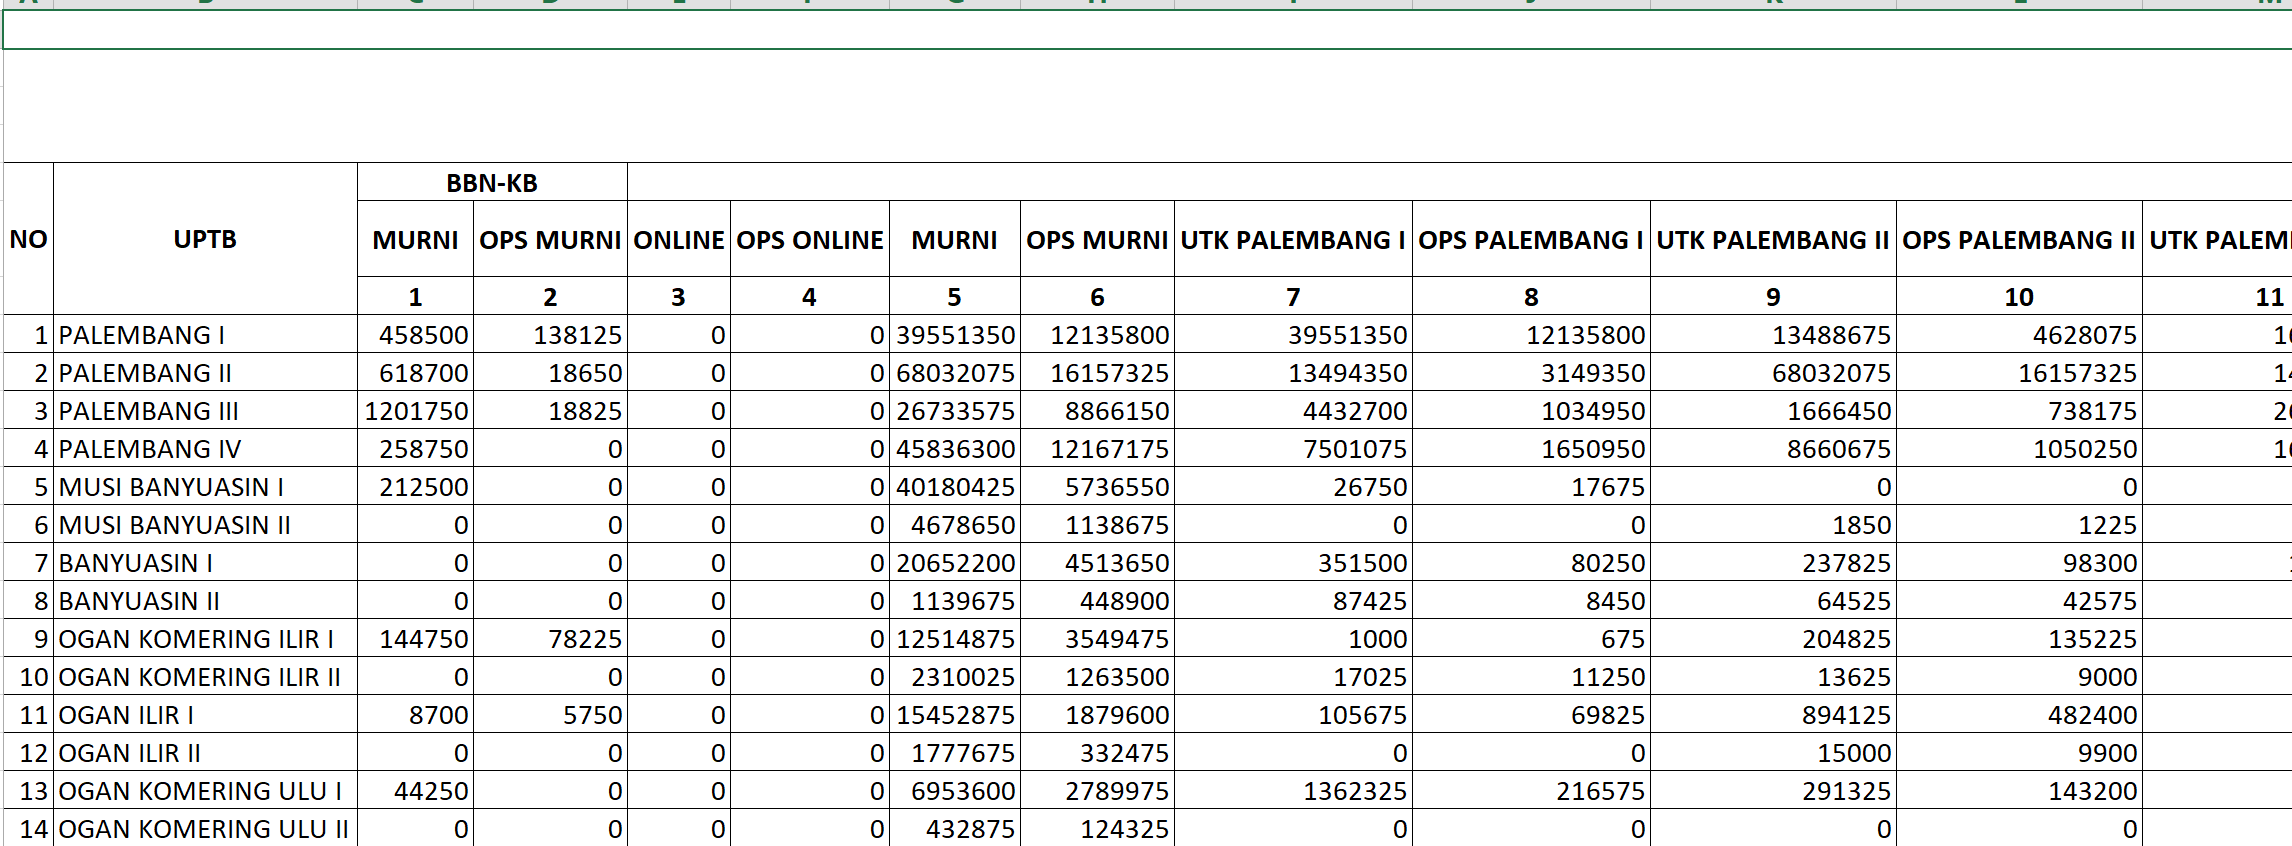 BBN-KB
NO UPTB MURNI OPS MURNI ONLINE OPS ONLINE MURNI OPS MURNI UTK PALEMBANG I OPS PALEMBANG I UTK PALEMBANG II OPS PALEMBANG II UTK
1 2 3 4 5 6 7 8 9 10 11
1 PALEMBANG I 458500 138125 0 0 39551350 12135800 39551350 12135800 13488675 4628075
2 PALEMBANG II 618700 18650 0 0 68032075 16157325 13494350 3149350 68032075 16157325
3 PALEMBANG III 1201750 18825 0 0 26733575 8866150 4432700 1034950 1666450 738175
4 PALEMBANG IV 258750 0 0 0 45836300 12167175 7501075 1650950 8660675 1050250
5 MUSI BANYUASIN I 212500 0 0 0 40180425 5736550 26750 17675 0 0
6 MUSI BANYUASIN II 0 0 0 0 4678650 1138675 0 0 1850 1225
7 BANYUASIN I 0 0 0 0 20652200 4513650 351500 80250 237825 98300
8 BANYUASIN II 0 0 0 0 1139675 448900 87425 8450 64525 42575
9 OGAN KOMERING ILIR I 144750 78225 0 0 12514875 3549475 1000 675 204825 135225
10 OGAN KOMERING ILIR II 0 0 0 0 2310025 1263500 17025 11250 13625 9000
11 OGAN ILIR I 8700 5750 0 0 15452875 1879600 105675 69825 894125 482400
12 OGAN ILIR II 0 0 0 0 1777675 332475 0 0 15000 9900
13 OGAN KOMERING ULU I 44250 0 0 0 6953600 2789975 1362325 216575 291325 143200
14 OGAN KOMERING ULU II 0 0 0 0 432875 124325 0 0 0 0